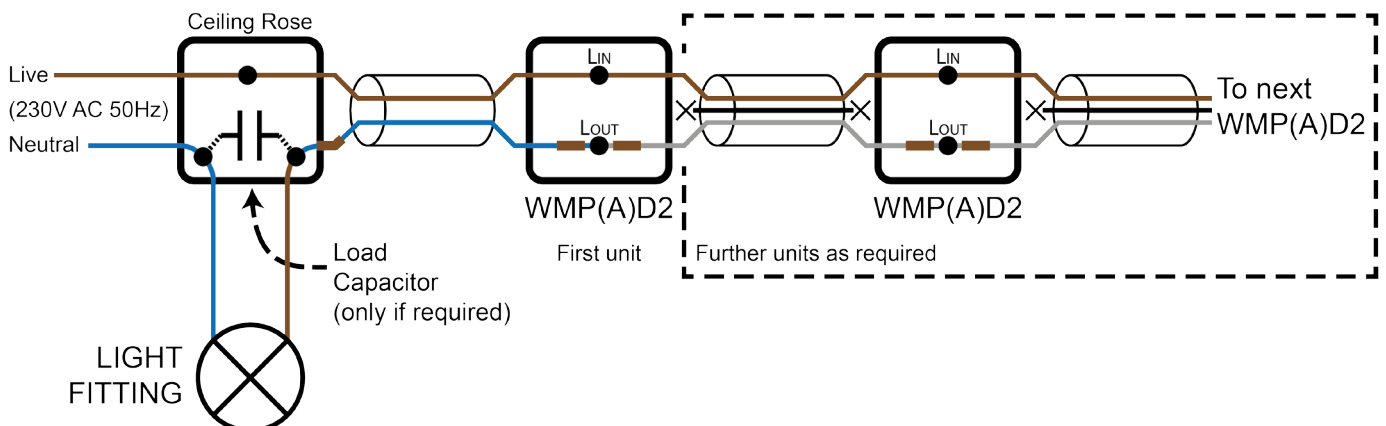 Ceiling Rose
Live
(230V AC 50Hz)
Neutral
LIN
LOUT
WMP(A)D2
First unit
LIN
LOUT
WMP(A)D2
Further units as required
To next
WMP(A)D2
Load
Capacitor
(only if required)
LIGHT
FITTING